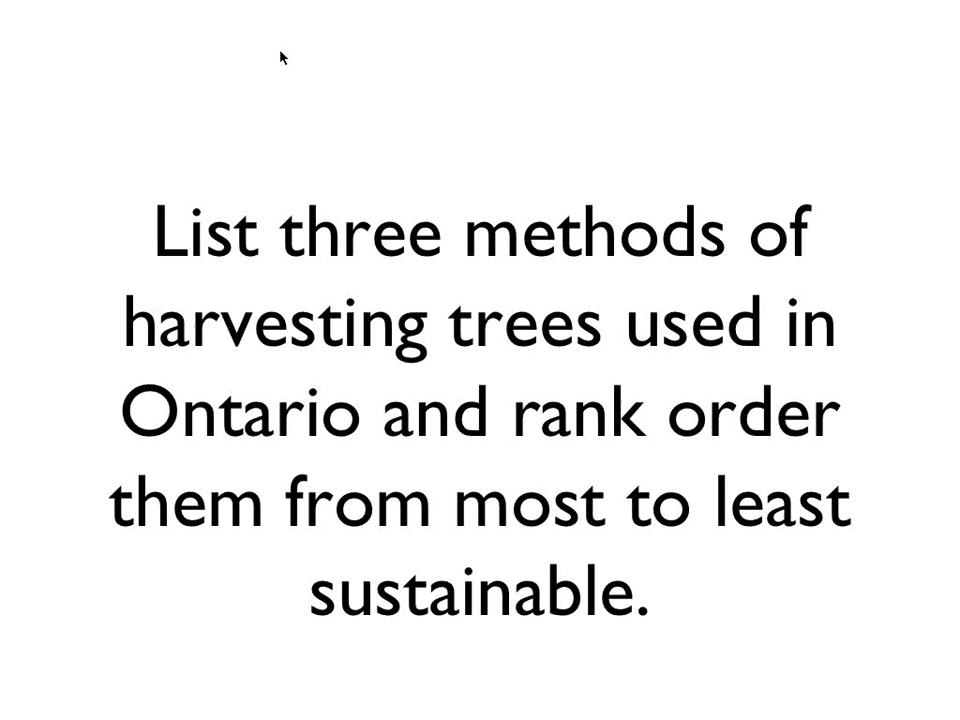 List three methods of
harvesting trees used in
Ontario and rank order
them from most to least
sustainable.